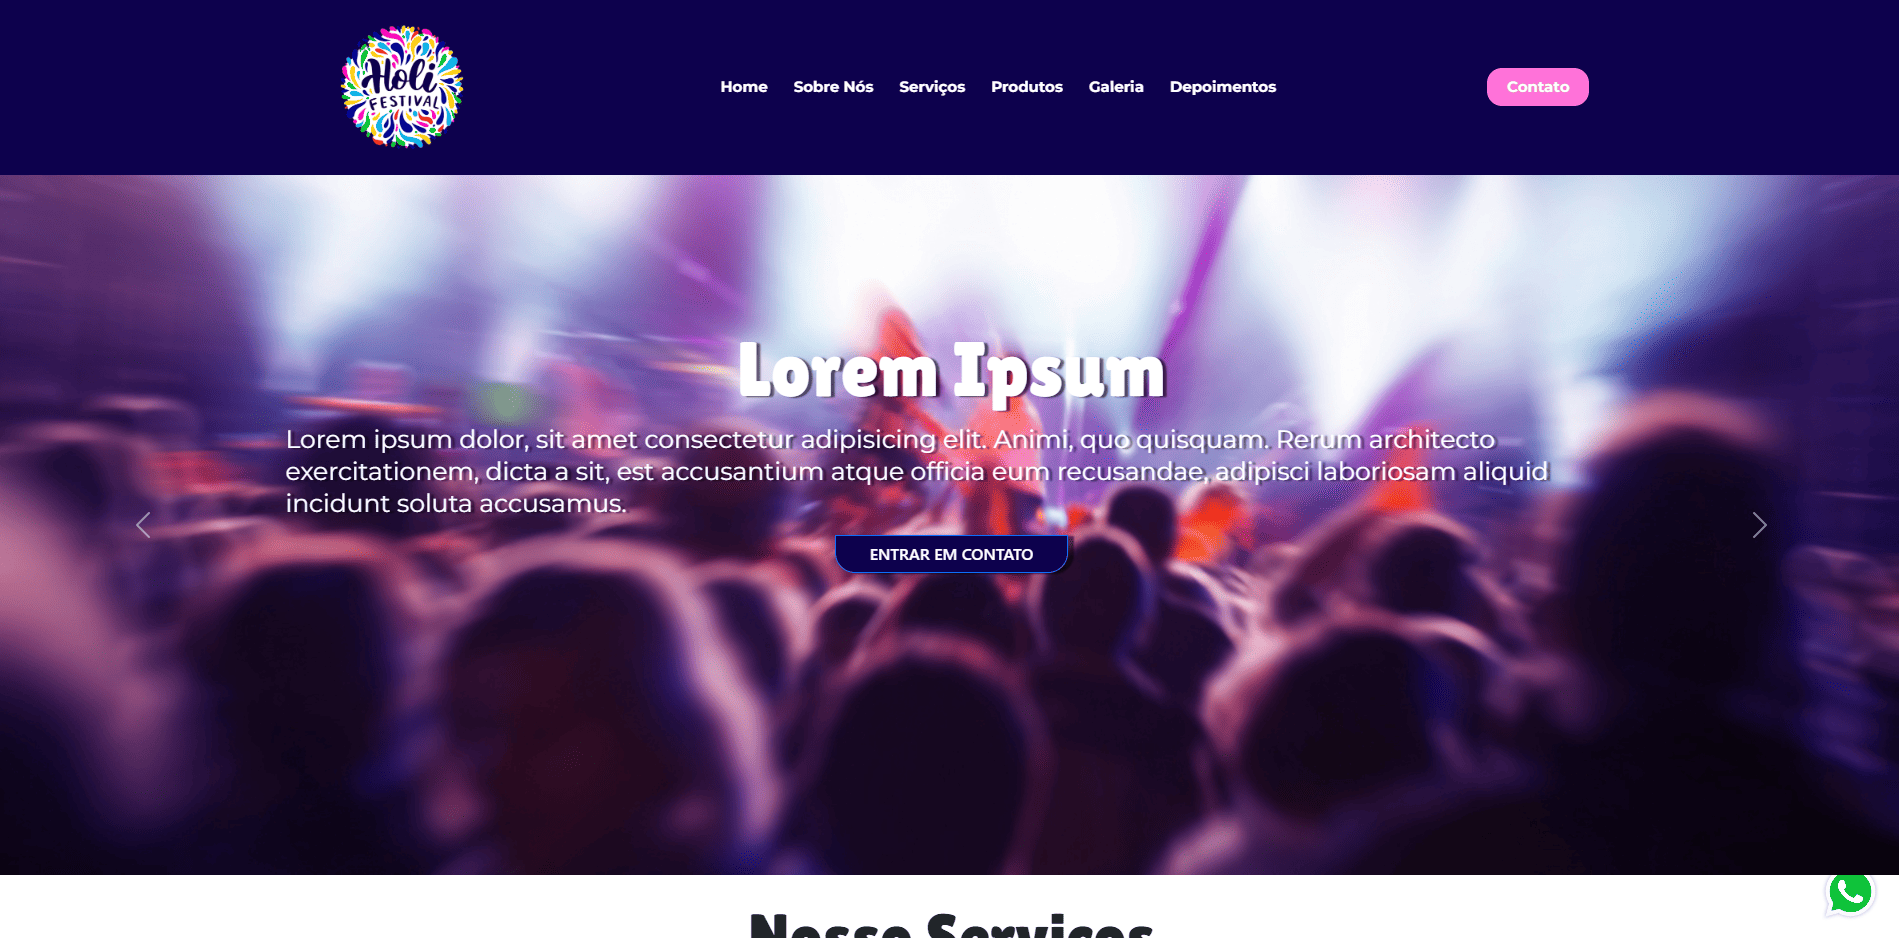 Holi
FESTIVAL
Home
Sobre Nós
Serviços
Produtos
Galeria
Depoimentos
Contato
Lorem Ipsum
Lorem ipsum dolor, sit amet consectetur adipisicing elit. Animi, quo quisquam. Rerum architecto
exercitationem, dicta a sit, est accusantium atque officia eum recusandae, adipisci laboriosam aliquid
incidunt soluta accusamus.
ENTRAR EM CONTATO
Nosso Serviços